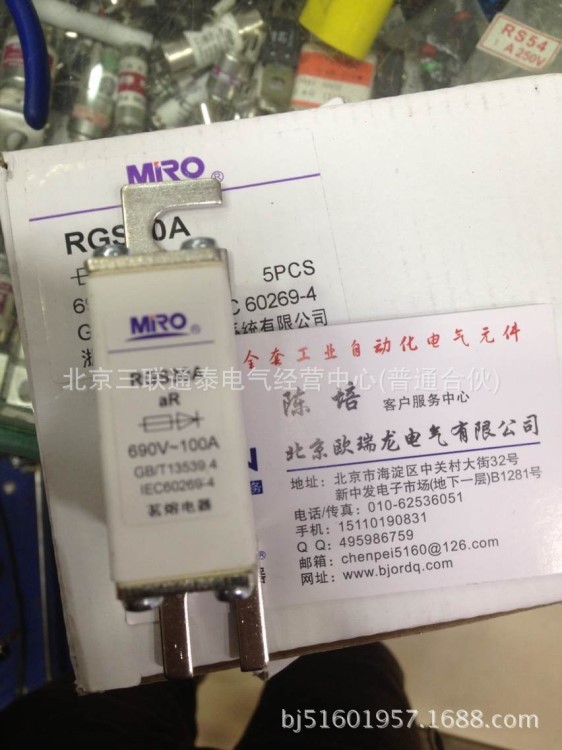 RS54
1A250V
MIRO®
5PCS
60269-4
统有限公司
MIRO®
aR
690V~100A
GB/T13539.4
IEC60269-4
茗熔电器
北京三联通泰电气经营中心(普通合伙)
全套工业自动化电气元件
陈培 客户服务中心
北京欧瑞龙电气有限公司
地址：北京市海淀区中关村大街32号
新中发电子市场(地下一层)B1281号
电话/传真：010-62536051
手机：15110190831
Q Q：495986759
邮箱：chenpei5160@126.com
网址：www.bjordq.com
bj51601957.1688.com